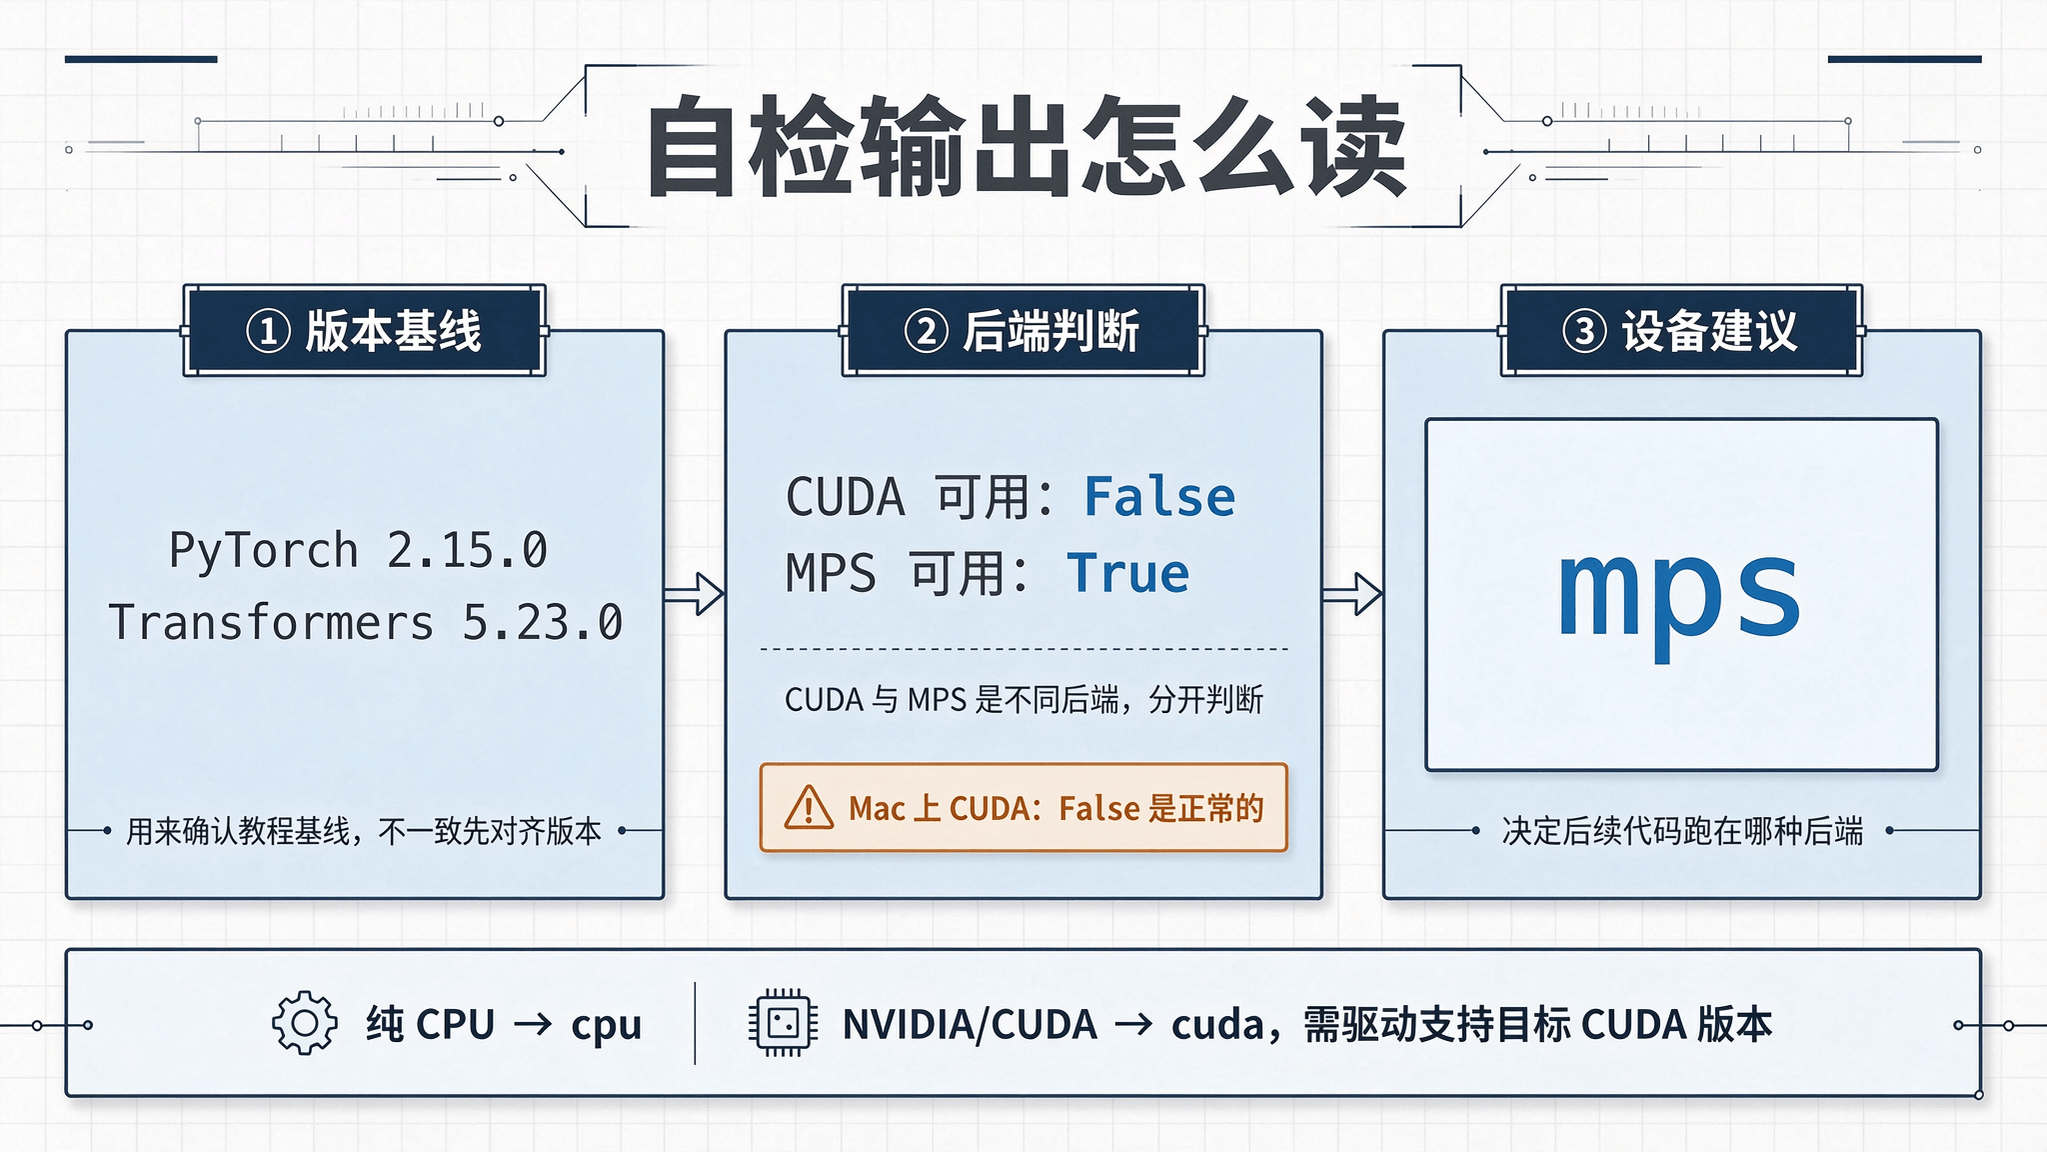 自检输出怎么读
① 版本基线
PyTorch 2.15.0
Transformers 5.23.0
用来确认教程基线，不一致先对齐版本
② 后端判断
CUDA 可用：False
MPS 可用：True
CUDA 与 MPS 是不同后端，分开判断
Mac 上 CUDA：False 是正常的
③ 设备建议
mps
决定后续代码跑在哪种后端
纯 CPU → cpu
NVIDIA/CUDA → cuda，需驱动支持目标 CUDA 版本